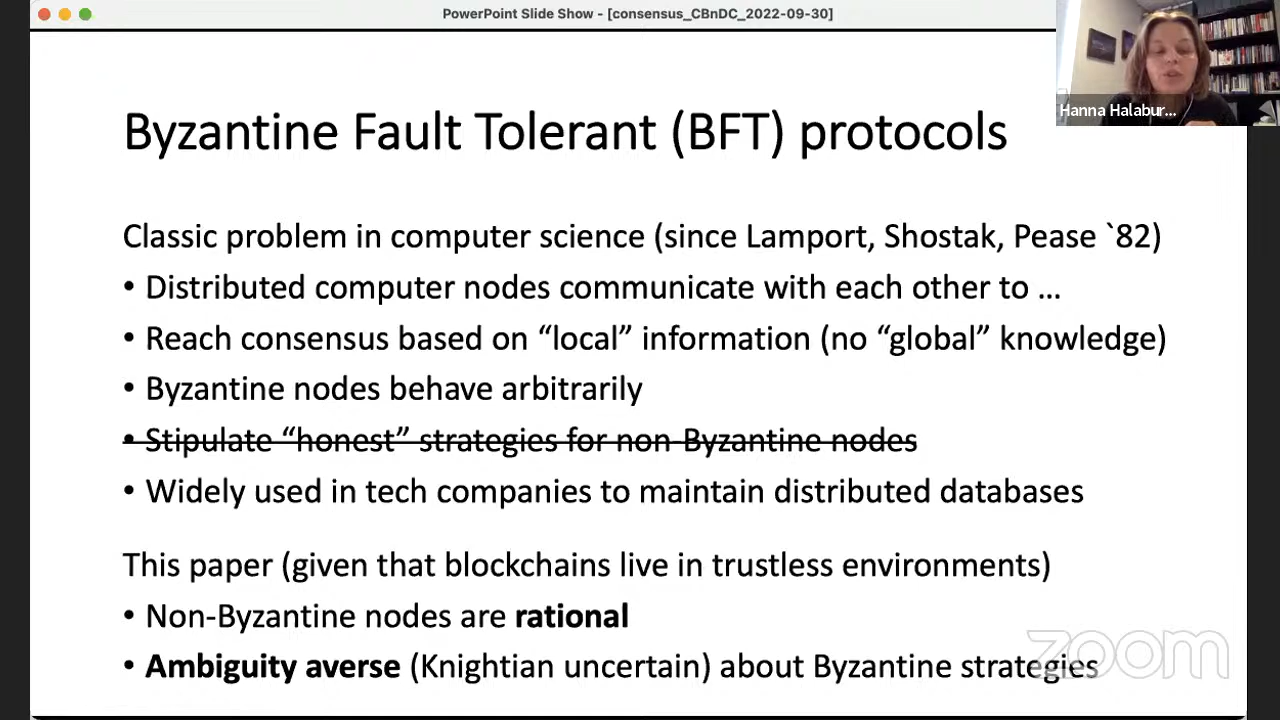 PowerPoint Slide Show - [consensus_CBnDC_2022-09-30]
Hanna Halabur...
Byzantine Fault Tolerant (BFT) protocols
Classic problem in computer science (since Lamport, Shostak, Pease `82)
• Distributed computer nodes communicate with each other to ...
• Reach consensus based on “local” information (no “global” knowledge)
• Byzantine nodes behave arbitrarily
• Stipulate “honest” strategies for non-Byzantine nodes
• Widely used in tech companies to maintain distributed databases
This paper (given that blockchains live in trustless environments)
• Non-Byzantine nodes are rational
• Ambiguity averse (Knightian uncertain) about Byzantine strategies
zoom